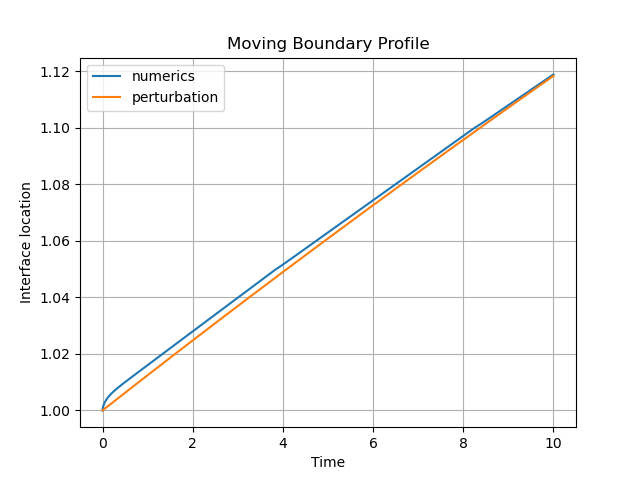 Moving Boundary Profile
numerics
perturbation
1.12
1.10
1.08
1.06
1.04
1.02
1.00
Interface location
0 2 4 6 8 10
Time